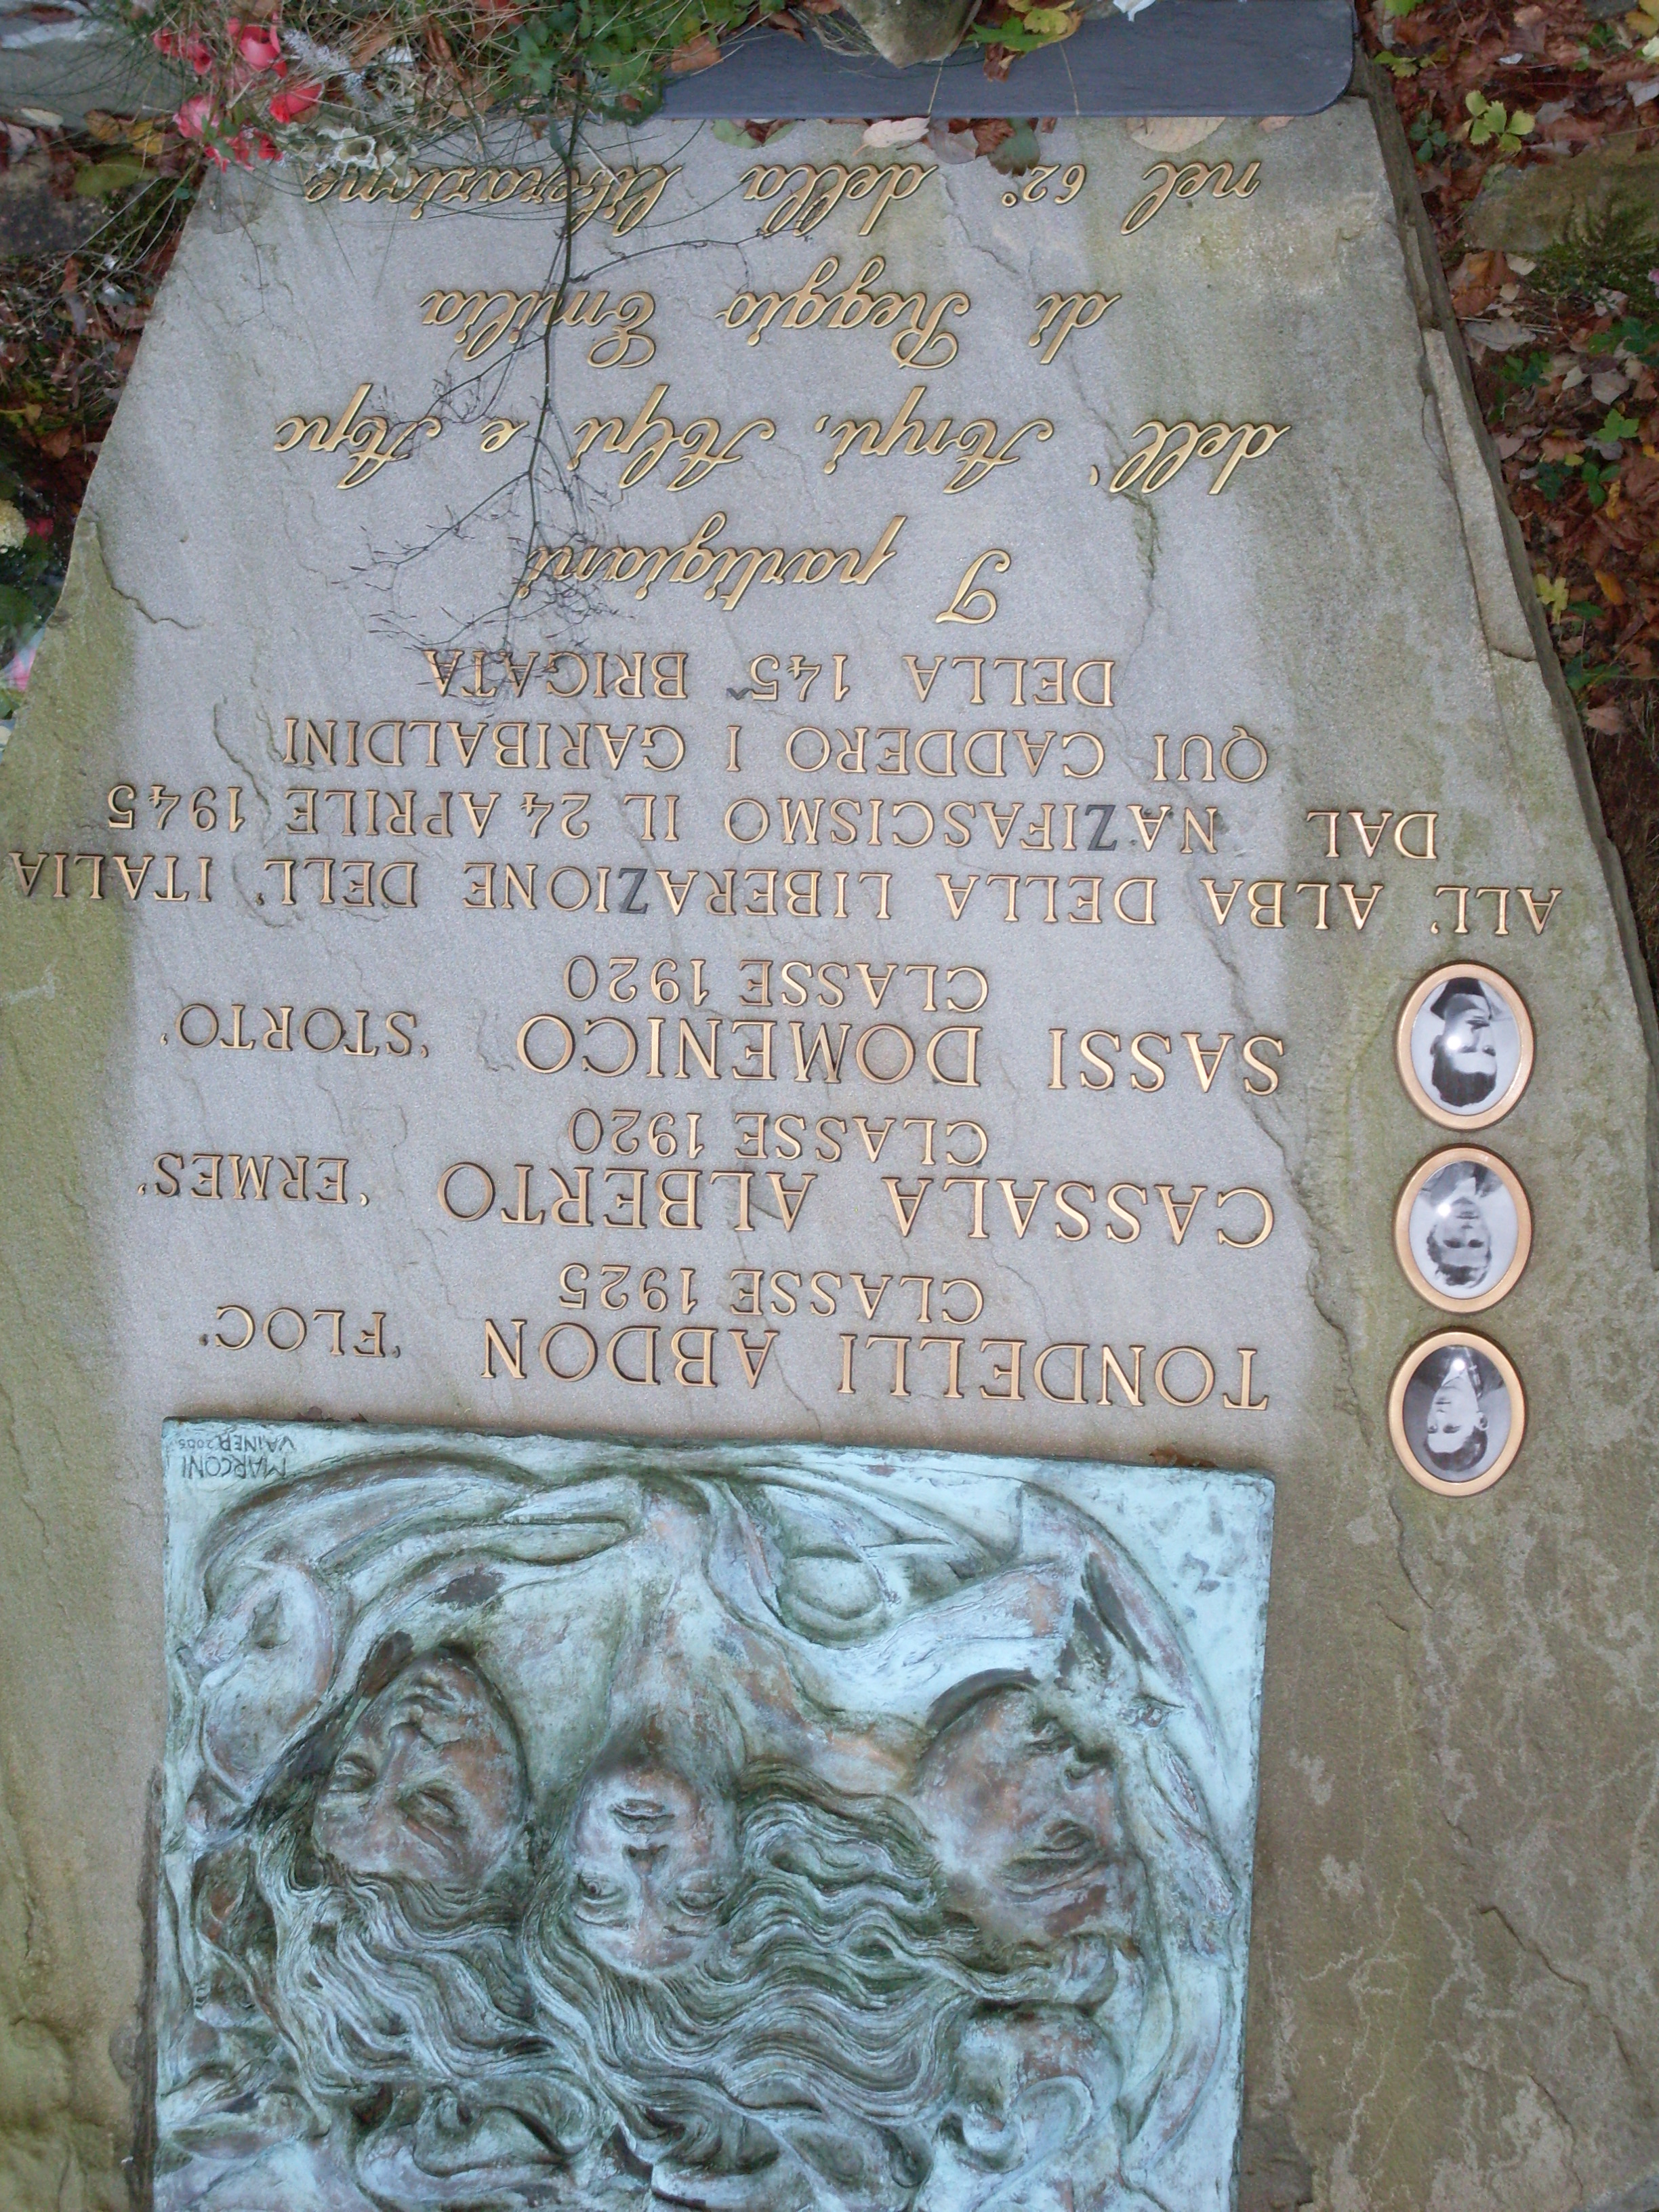 MARCONI
VAINER 2005
TONDELLI ABDON 'FLOC'
CLASSE 1925
CASSALA ALBERTO 'ERMES'
CLASSE 1920
SASSI DOMENICO 'STORTO'
CLASSE 1920
ALL' ALBA DELLA LIBERAZIONE DELL' ITALIA
DAL NAZIFASCISMO IL 24 APRILE 1945
QUI CADDERO I GARIBALDINI
DELLA 145ˆ BRIGATA
I partigiani
dell' Anpi, Alpi e Apc
di Reggio Emilia
nel 62° della liberazione